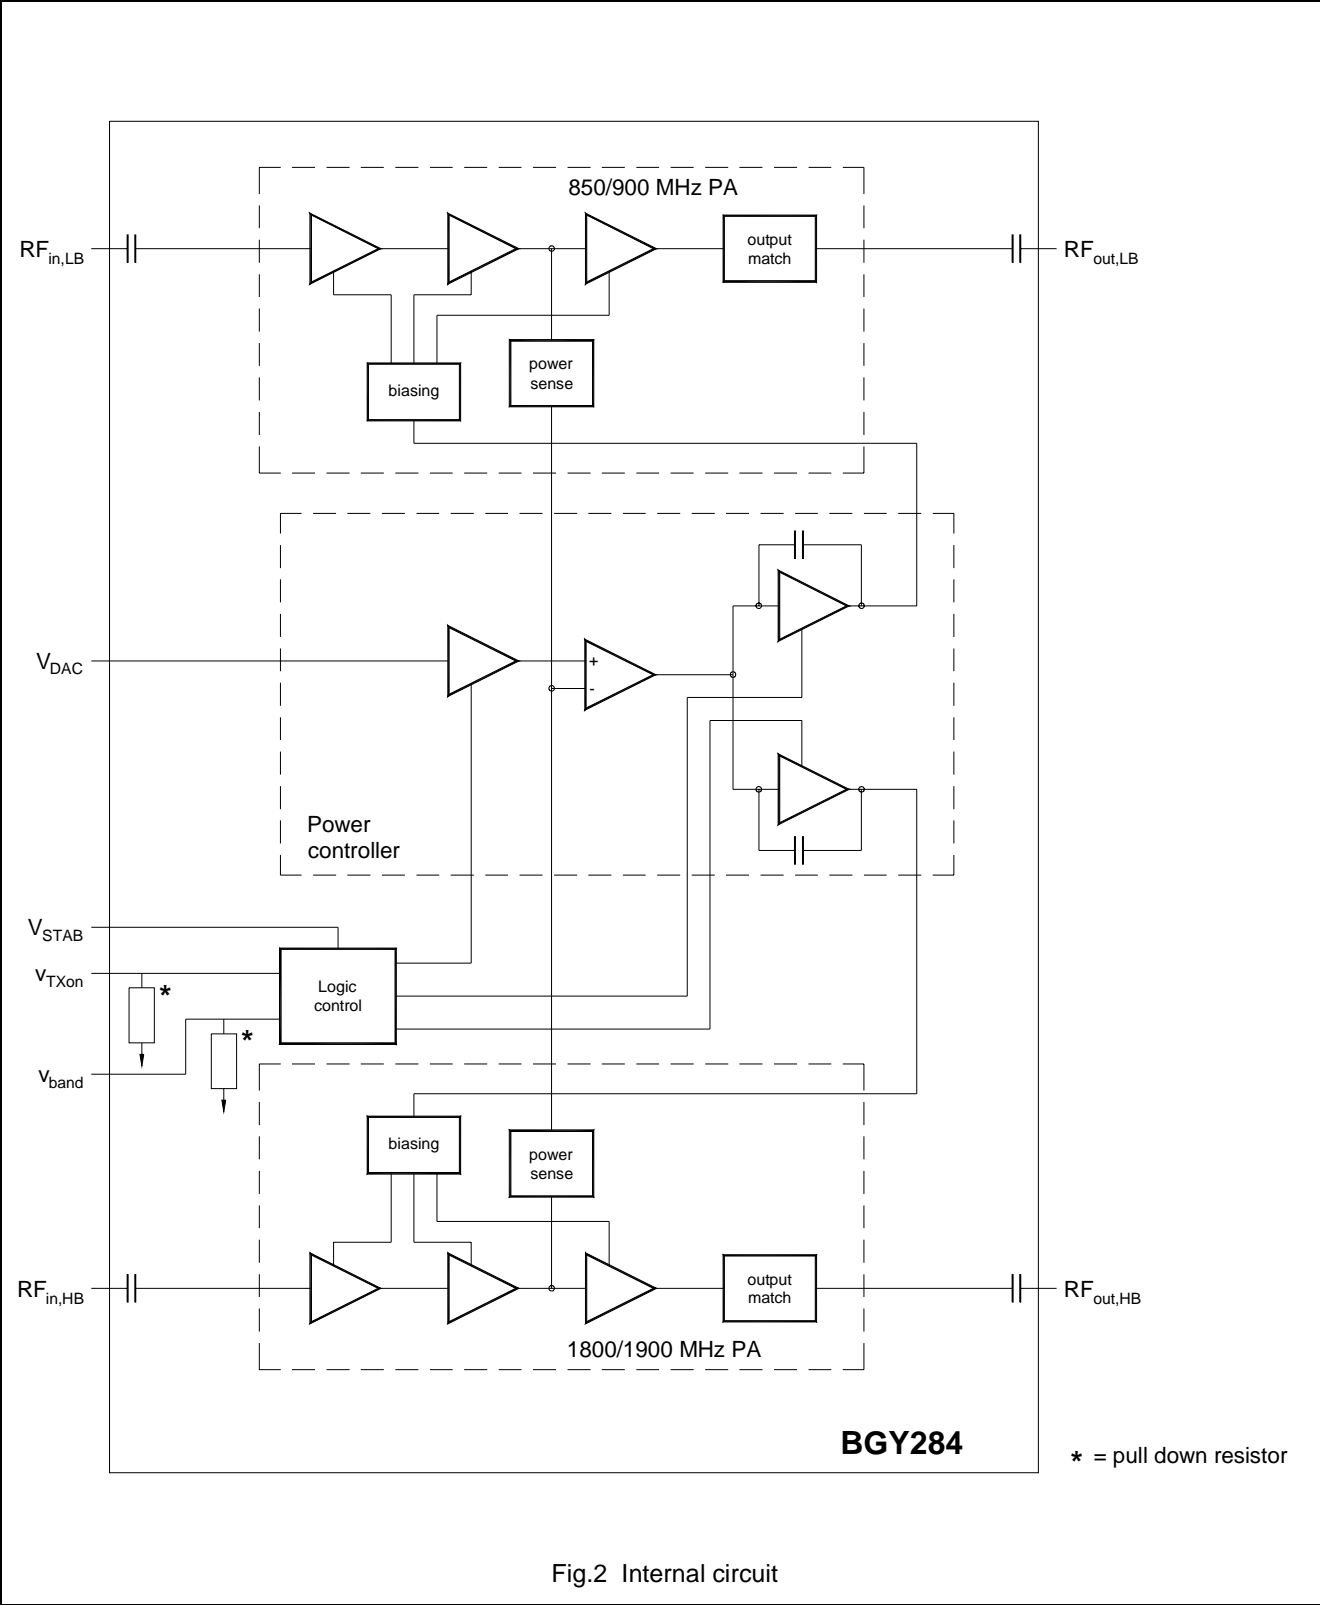 850/900 MHz PA
RFin,LB
output
match
RFout,LB
power
sense
biasing
VDAC
+
-
Power
controller
VSTAB
vTXon
*
Logic
control
*
vband
biasing
power
sense
RFin,HB
output
match
RFout,HB
1800/1900 MHz PA
BGY284
* = pull down resistor
Fig.2 Internal circuit